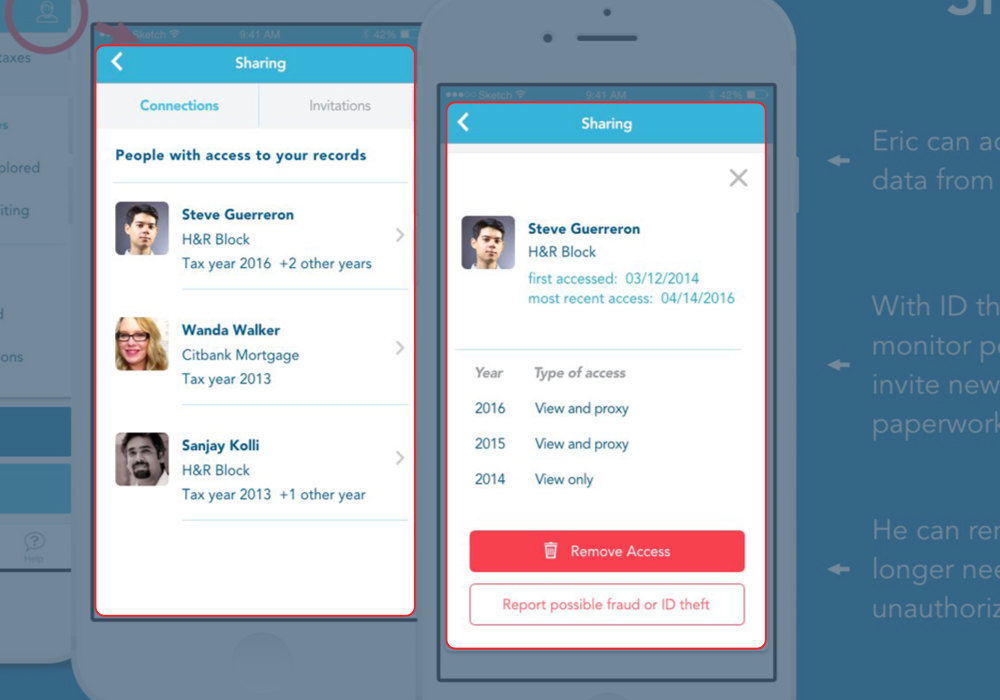 taxes
es
plored
iting
d
ons
Help
Sketch 9:41 AM 42%
Sharing
Connections Invitations
People with access to your records
Steve Guerreron
H&R Block
Tax year 2016 +2 other years
Wanda Walker
Citbank Mortgage
Tax year 2013
Sanjay Kolli
H&R Block
Tax year 2013 +1 other year
Sketch 9:41 AM 42%
Sharing
Steve Guerreron
H&R Block
first accessed: 03/12/2014
most recent access: 04/14/2016
Year Type of access
2016 View and proxy
2015 View and proxy
2014 View only
Remove Access
Report possible fraud or ID theft
Eric can ac
data from
With ID th
monitor pe
invite new
paperwork
He can rem
longer nee
unauthoriz